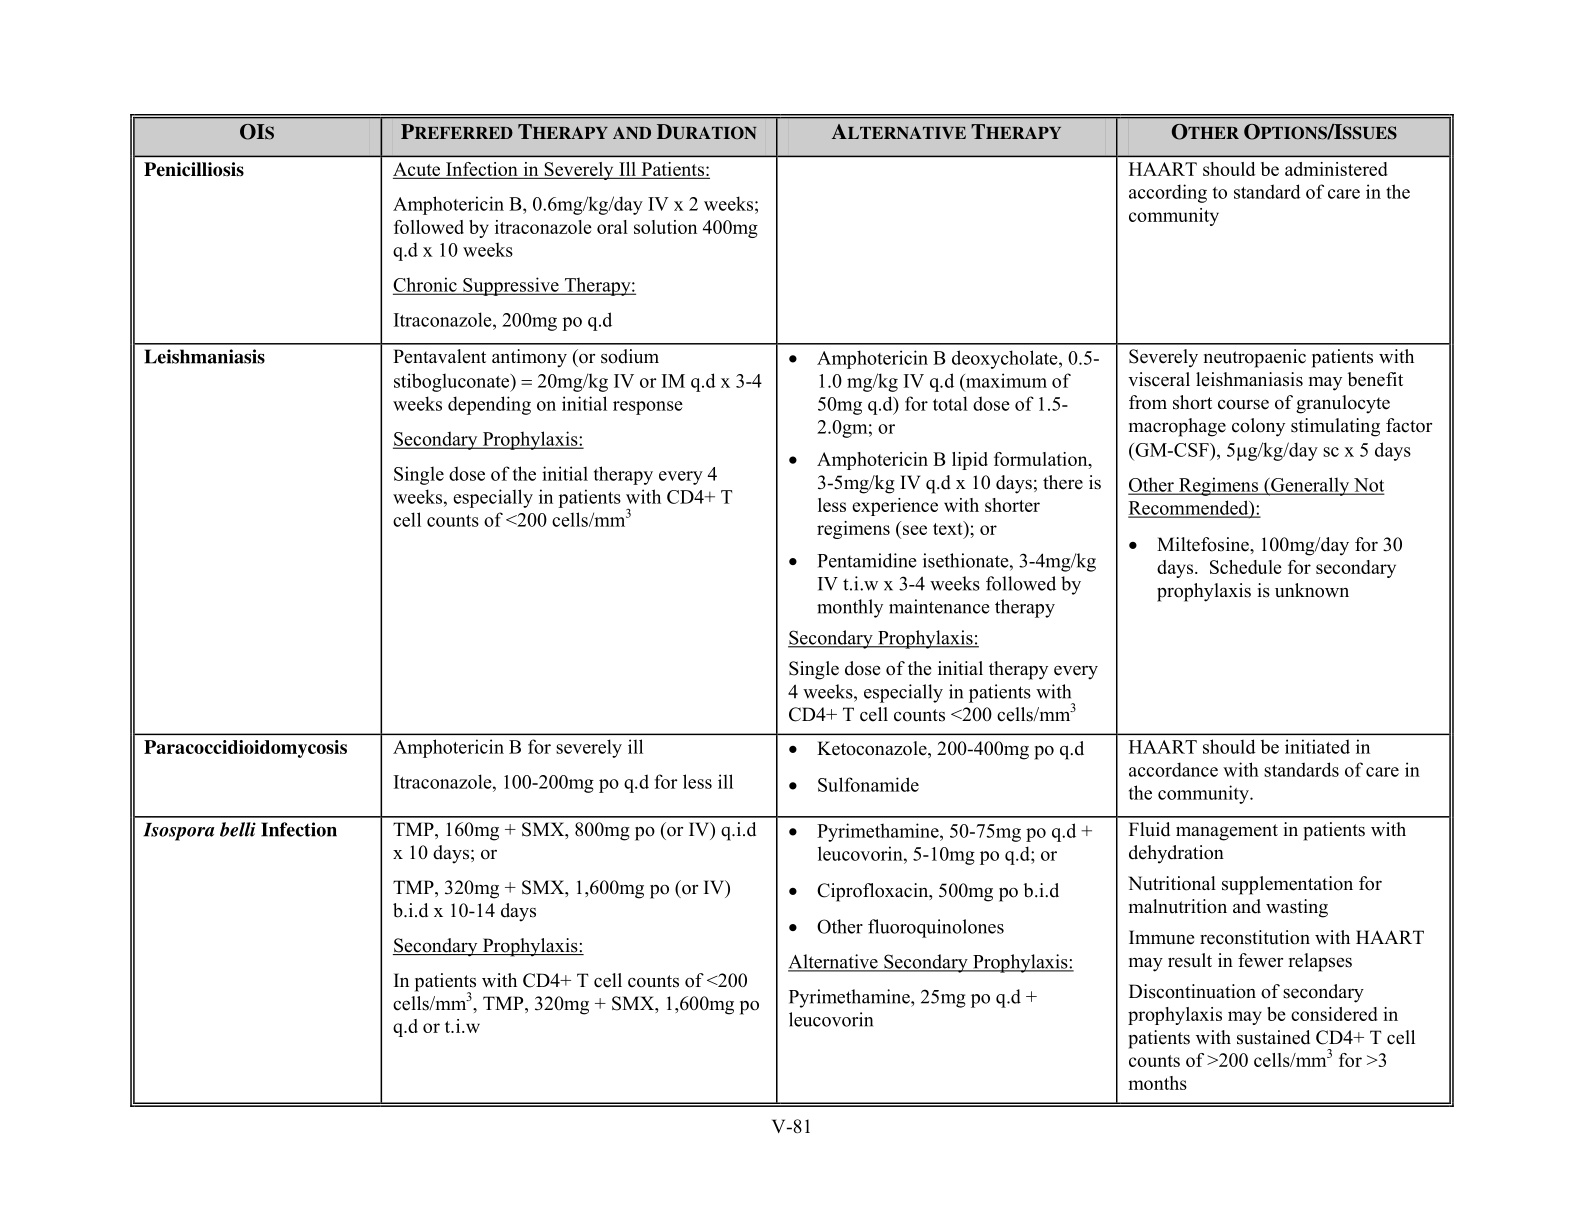 OIS
PREFERRED THERAPY AND DURATION
ALTERNATIVE THERAPY
OTHER OPTIONS/ISSUES
Penicilliosis
Acute Infection in Severely Ill Patients:
Amphotericin B, 0.6mg/kg/day IV x 2 weeks;
followed by itraconazole oral solution 400mg
q.d x 10 weeks
Chronic Suppressive Therapy:
Itraconazole, 200mg po q.d
HAART should be administered
according to standard of care in the
community
Leishmaniasis
Pentavalent antimony (or sodium
stibogluconate) = 20mg/kg IV or IM q.d x 3-4
weeks depending on initial response
Secondary Prophylaxis:
Single dose of the initial therapy every 4
weeks, especially in patients with CD4+ T
cell counts of <200 cells/mm³
• Amphotericin B deoxycholate, 0.5-
1.0 mg/kg IV q.d (maximum of
50mg q.d) for total dose of 1.5-
2.0gm; or
• Amphotericin B lipid formulation,
3-5mg/kg IV q.d x 10 days; there is
less experience with shorter
regimens (see text); or
• Pentamidine isethionate, 3-4mg/kg
IV t.i.w x 3-4 weeks followed by
monthly maintenance therapy
Secondary Prophylaxis:
Single dose of the initial therapy every
4 weeks, especially in patients with
CD4+ T cell counts <200 cells/mm³
Severely neutropaenic patients with
visceral leishmaniasis may benefit
from short course of granulocyte
macrophage colony stimulating factor
(GM-CSF), 5µg/kg/day sc x 5 days
Other Regimens (Generally Not
Recommended):
• Miltefosine, 100mg/day for 30
days. Schedule for secondary
prophylaxis is unknown
Paracoccidioidomycosis
Amphotericin B for severely ill
Itraconazole, 100-200mg po q.d for less ill
• Ketoconazole, 200-400mg po q.d
• Sulfonamide
HAART should be initiated in
accordance with standards of care in
the community.
Isospora belli Infection
TMP, 160mg + SMX, 800mg po (or IV) q.i.d
x 10 days; or
TMP, 320mg + SMX, 1,600mg po (or IV)
b.i.d x 10-14 days
Secondary Prophylaxis:
In patients with CD4+ T cell counts of <200
cells/mm³, TMP, 320mg + SMX, 1,600mg po
q.d or t.i.w
• Pyrimethamine, 50-75mg po q.d +
leucovorin, 5-10mg po q.d; or
• Ciprofloxacin, 500mg po b.i.d
• Other fluoroquinolones
Alternative Secondary Prophylaxis:
Pyrimethamine, 25mg po q.d +
leucovorin
Fluid management in patients with
dehydration
Nutritional supplementation for
malnutrition and wasting
Immune reconstitution with HAART
may result in fewer relapses
Discontinuation of secondary
prophylaxis may be considered in
patients with sustained CD4+ T cell
counts of >200 cells/mm³ for >3
months
V-81